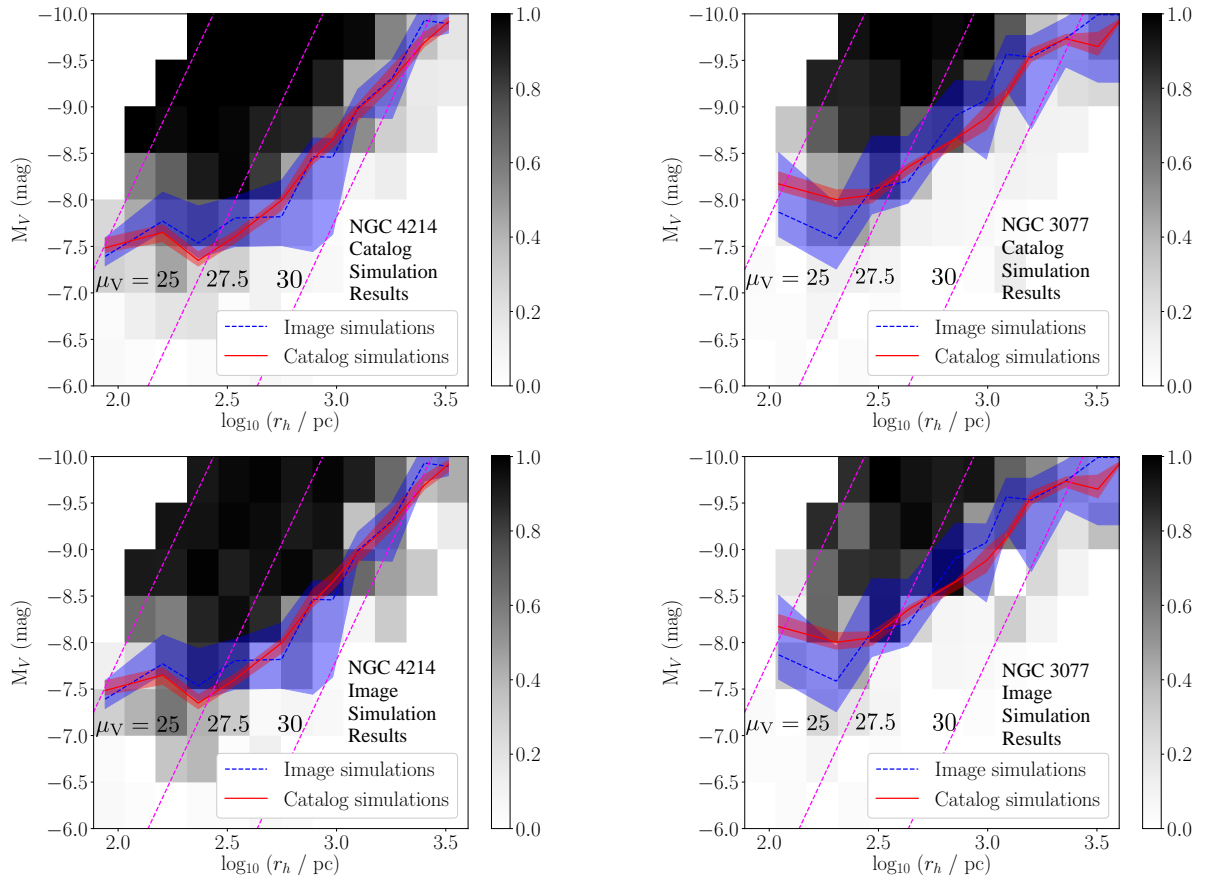 −10.0
−9.5
−9.0
−8.5
−8.0
−7.5
−7.0
−6.5
−6.0
M_V (mag)
2.0 2.5 3.0 3.5
log₁₀ (r_h / pc)
μ_V = 25 27.5 30
NGC 4214
Catalog
Simulation
Results
Image simulations
Catalog simulations
1.0
0.8
0.6
0.4
0.2
0.0
−10.0
−9.5
−9.0
−8.5
−8.0
−7.5
−7.0
−6.5
−6.0
M_V (mag)
2.0 2.5 3.0 3.5
log₁₀ (r_h / pc)
μ_V = 25 27.5 30
NGC 3077
Catalog
Simulation
Results
Image simulations
Catalog simulations
1.0
0.8
0.6
0.4
0.2
0.0
−10.0
−9.5
−9.0
−8.5
−8.0
−7.5
−7.0
−6.5
−6.0
M_V (mag)
2.0 2.5 3.0 3.5
log₁₀ (r_h / pc)
μ_V = 25 27.5 30
NGC 4214
Image
Simulation
Results
Image simulations
Catalog simulations
1.0
0.8
0.6
0.4
0.2
0.0
−10.0
−9.5
−9.0
−8.5
−8.0
−7.5
−7.0
−6.5
−6.0
M_V (mag)
2.0 2.5 3.0 3.5
log₁₀ (r_h / pc)
μ_V = 25 27.5 30
NGC 3077
Image
Simulation
Results
Image simulations
Catalog simulations
1.0
0.8
0.6
0.4
0.2
0.0